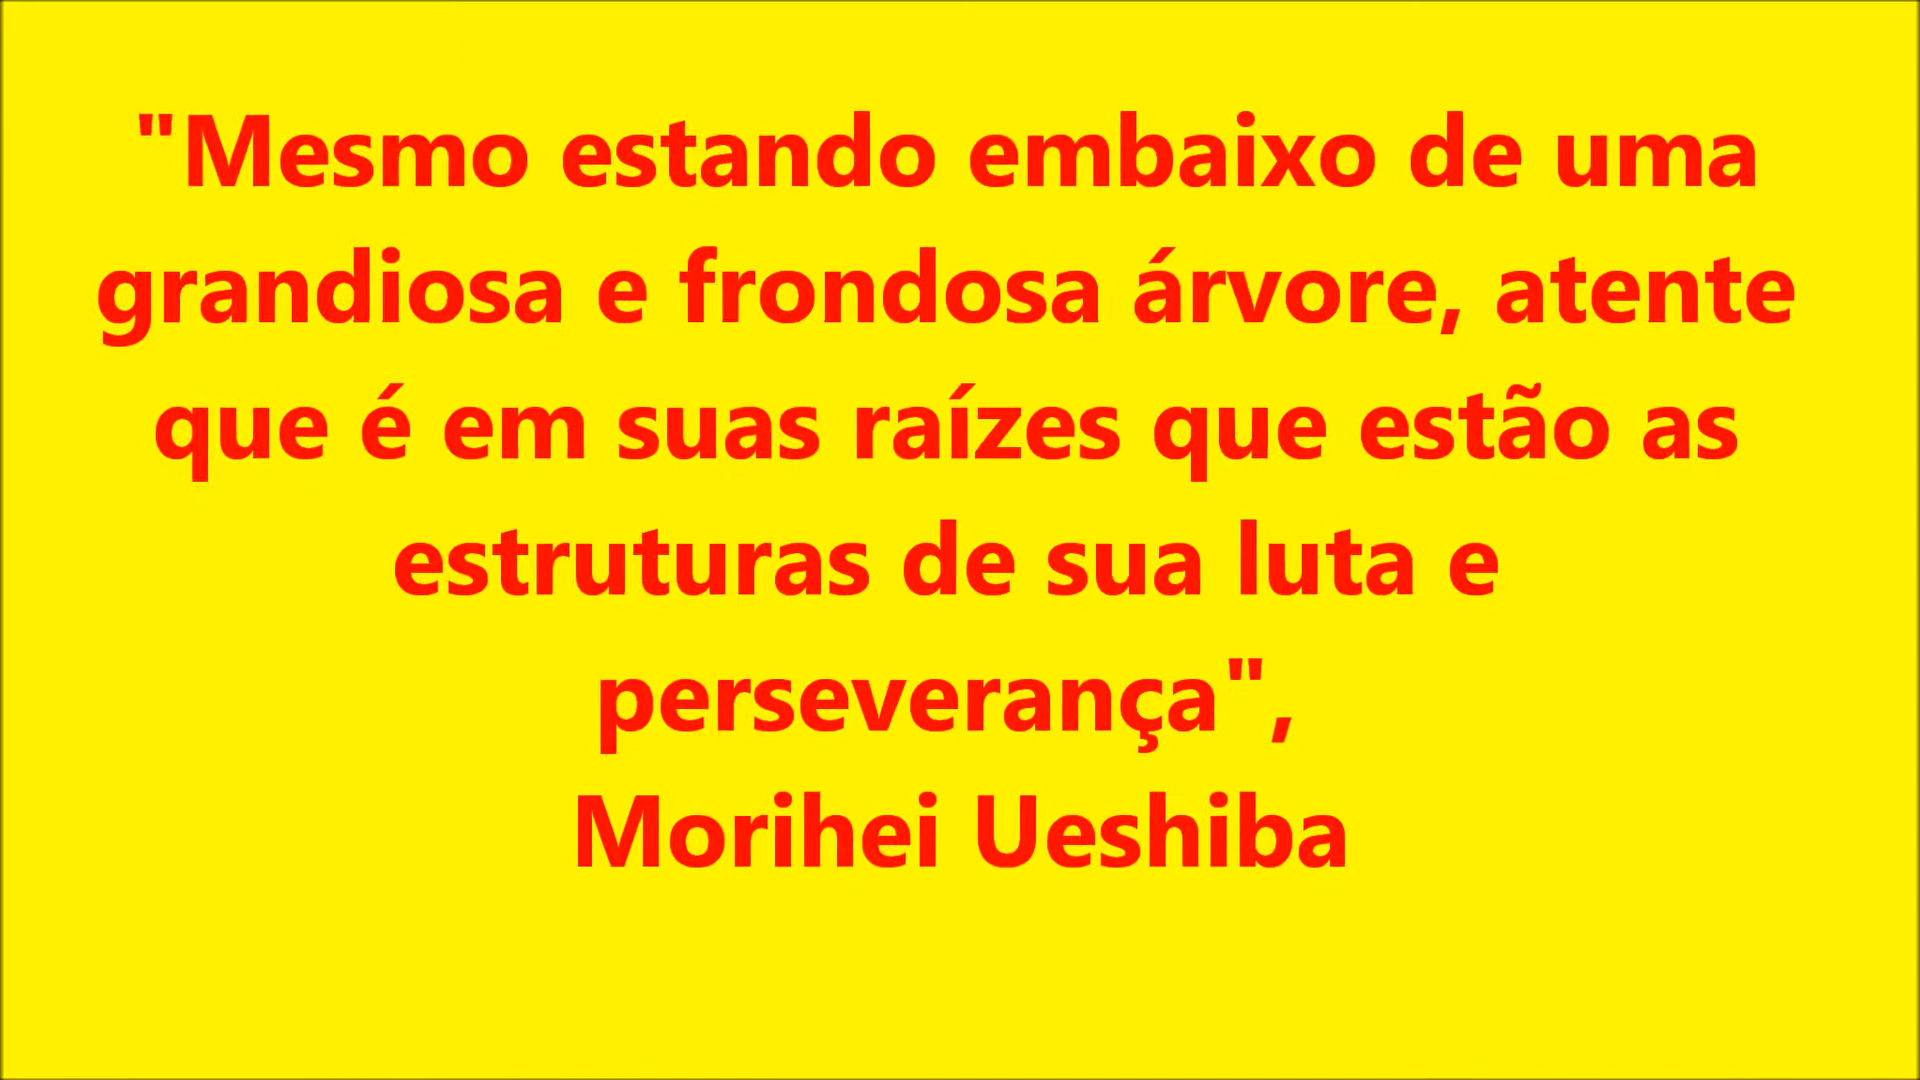 "Mesmo estando embaixo de uma
grandiosa e frondosa árvore, atente
que é em suas raízes que estão as
estruturas de sua luta e
perseverança",
Morihei Ueshiba